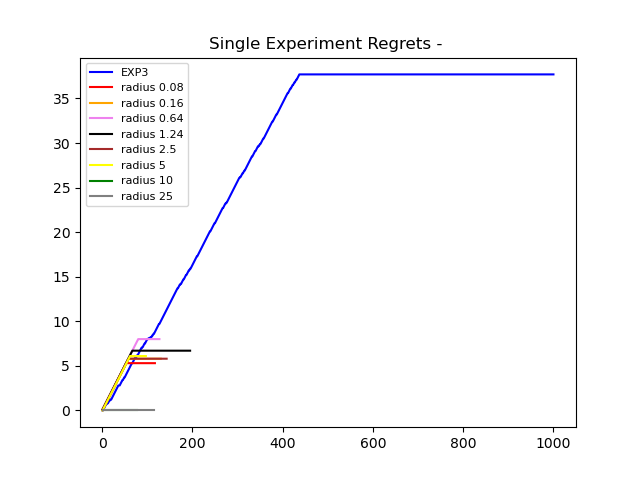 Single Experiment Regrets -
EXP3
radius 0.08
radius 0.16
radius 0.64
radius 1.24
radius 2.5
radius 5
radius 10
radius 25
35
30
25
20
15
10
5
0
0 200 400 600 800 1000